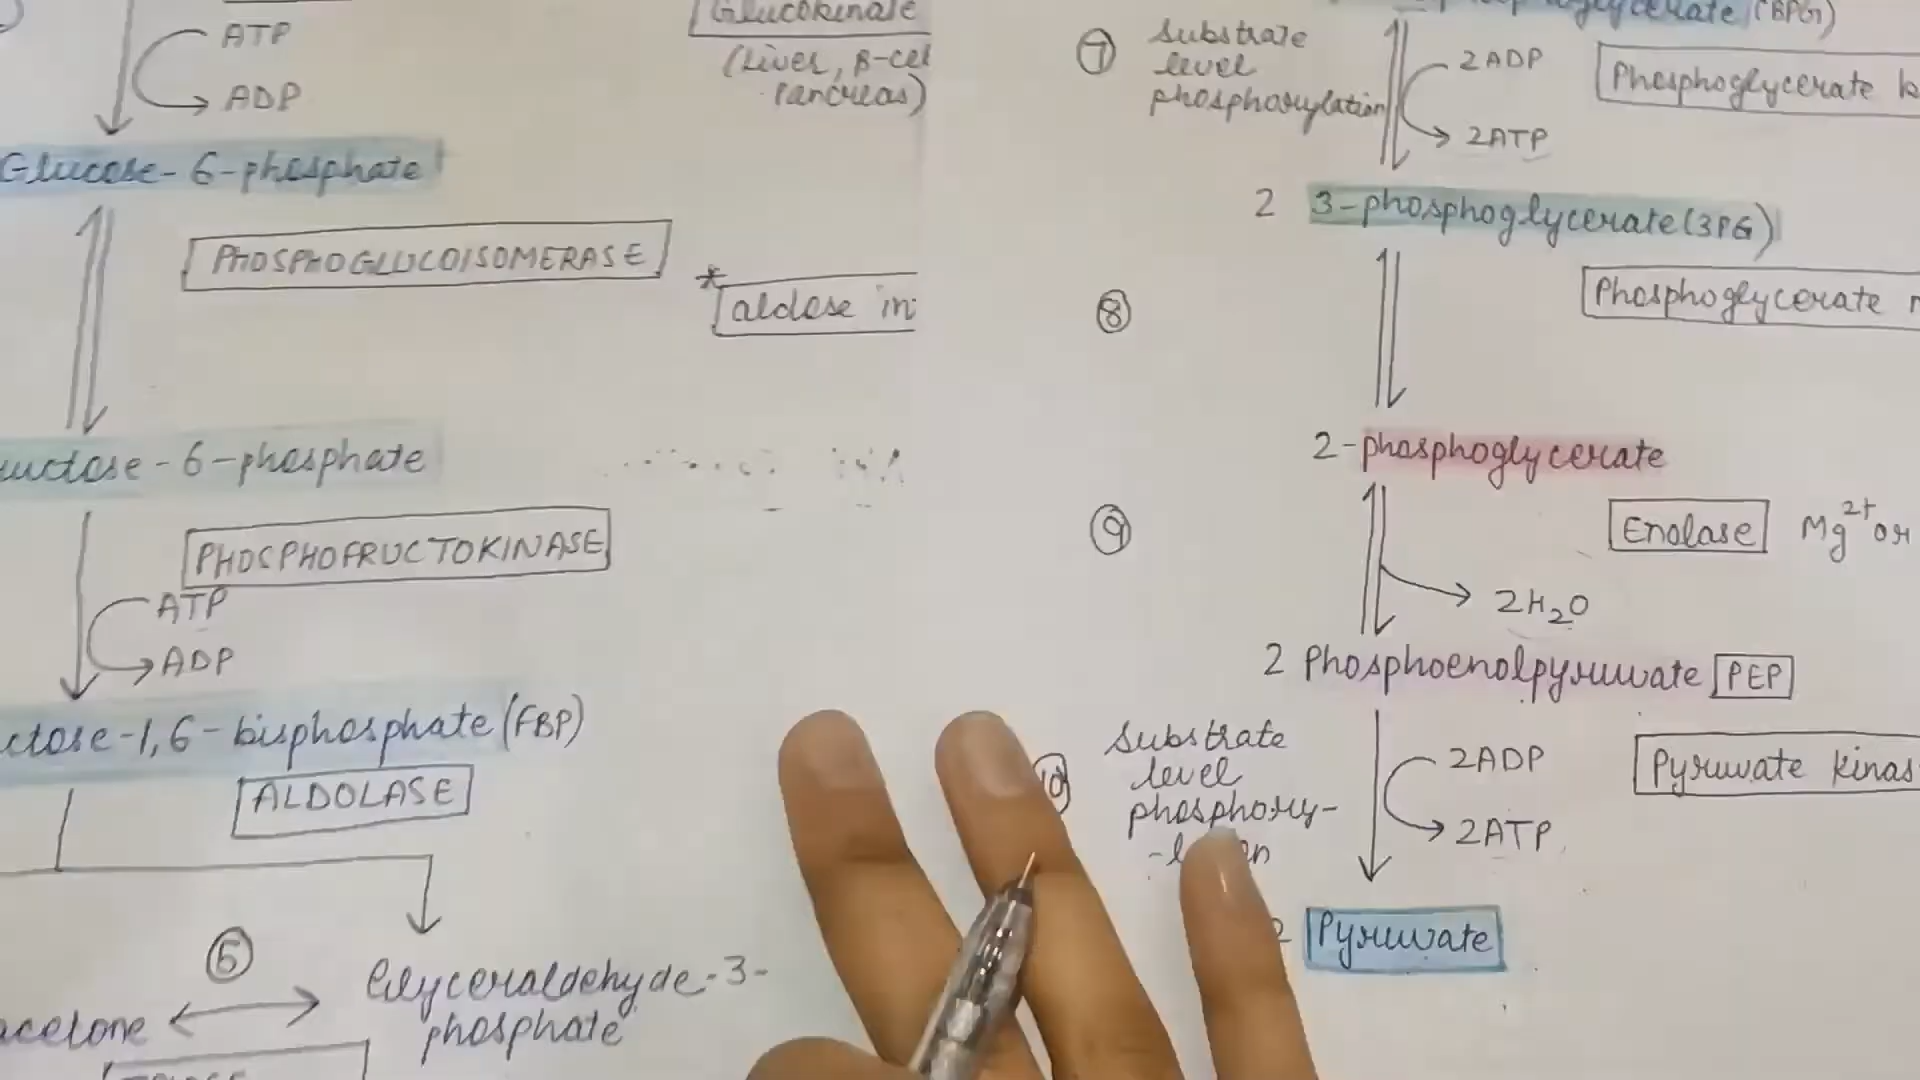 ATP
ADP
Glucokinase
(Liver, β-cel
Pancreas)
Glucose-6-phosphate
PHOSPHOGLUCOISOMERASE
*
aldose
uctose-6-phosphate
PHOSPHOFRUCTOKINASE
ATP
ADP
ctose-1,6-bisphosphate (FBP)
ALDOLASE
5
Glyceraldehyde-3-
phosphate
acetone
(BPG)
7
Substrate
level
phosphorylation
2ADP
2ATP
Phosphoglycerate k
2 3-phosphoglycerate (3PG)
8
Phosphoglycerate
2-phosphoglycerate
9
Enolase Mg2+ or
2H2O
2 Phosphoenolpyruvate PEP
10
Substrate
level
phosphory-
2ADP
2ATP
Pyruvate kinas
2 Pyruvate